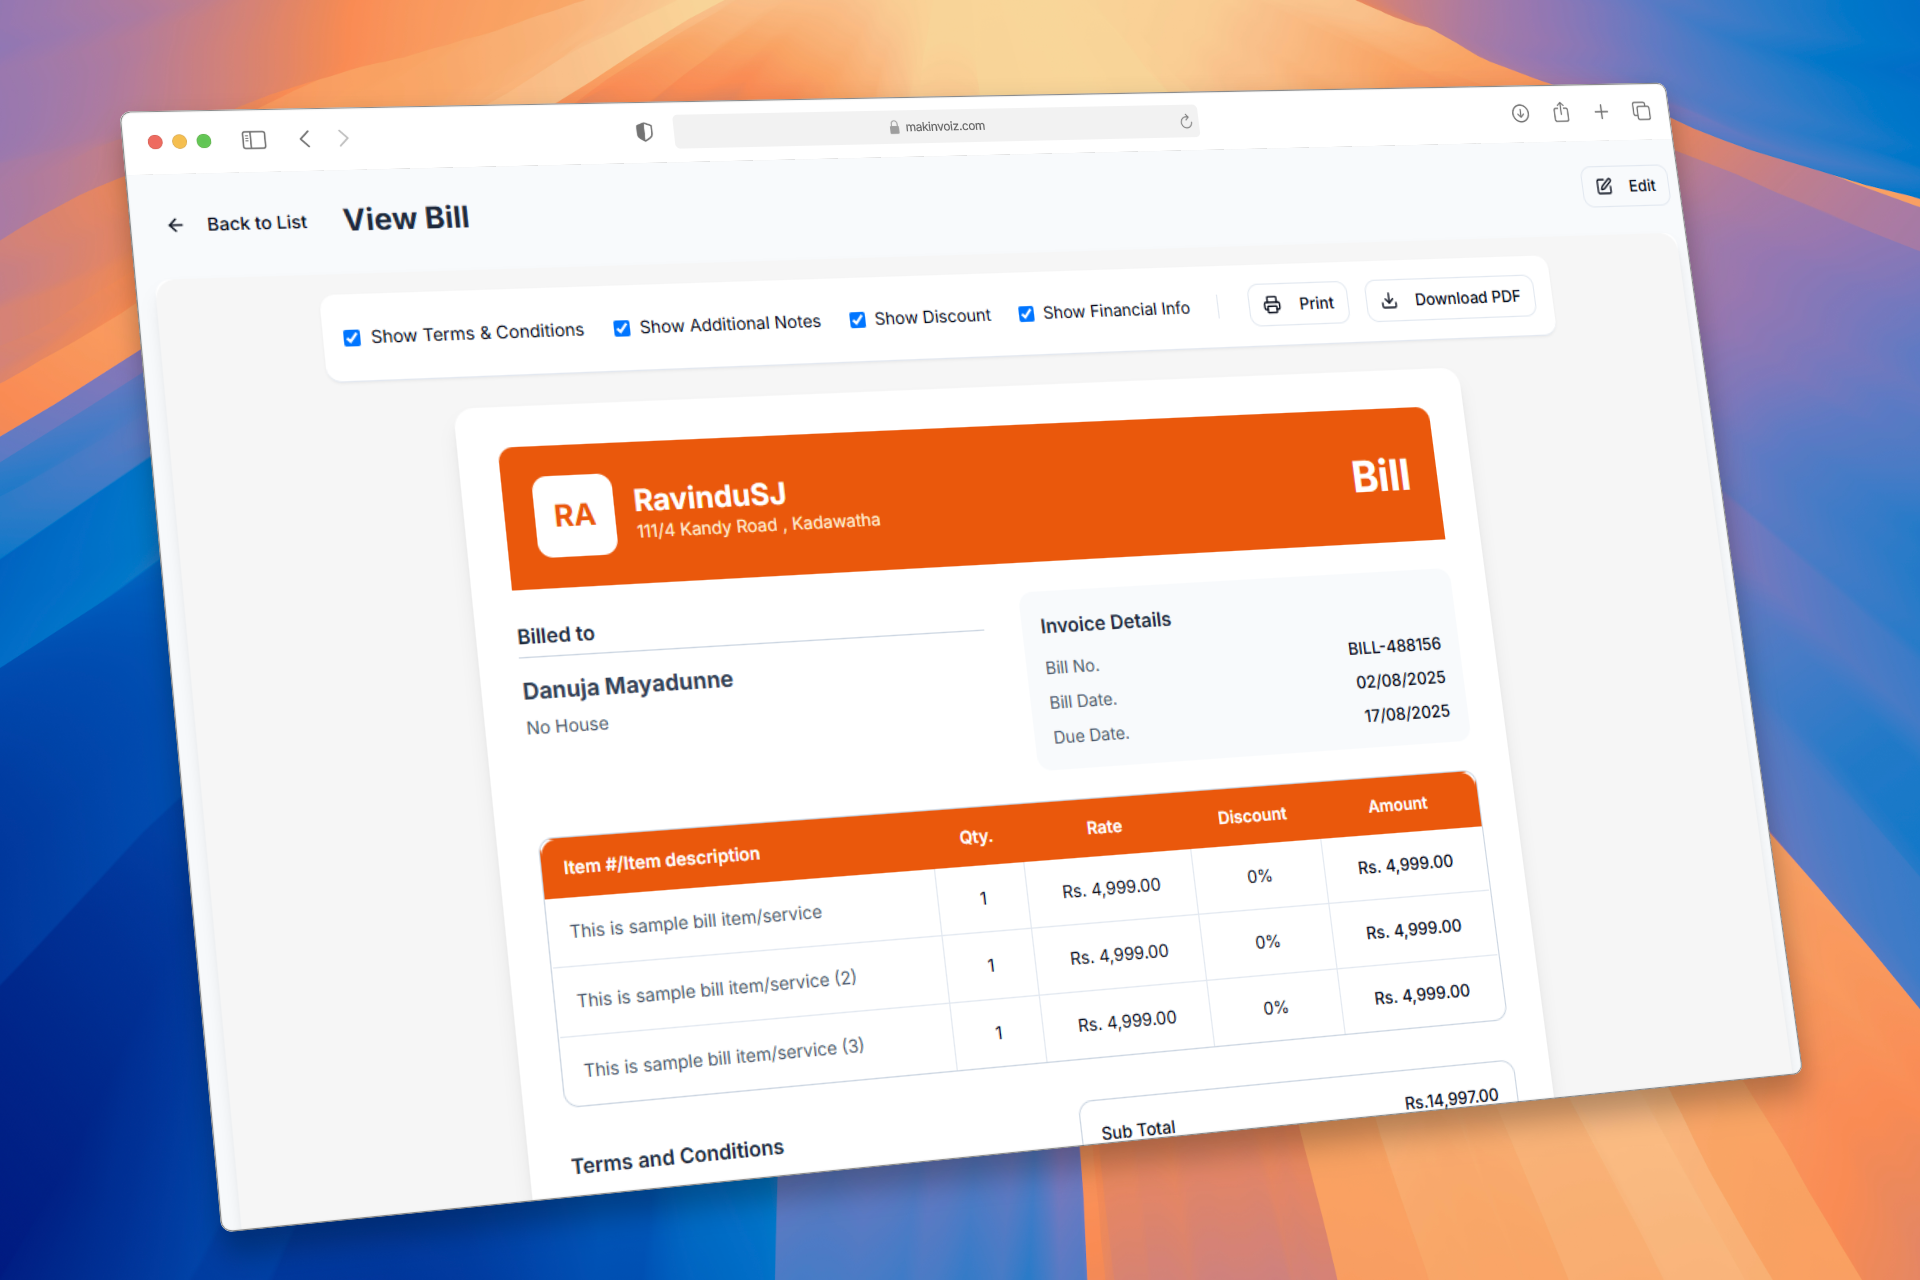 makinvoiz.com
Back to List
View Bill
Edit
Show Terms & Conditions
Show Additional Notes
Show Discount
Show Financial Info
Print
Download PDF
RA
RavinduSJ
111/4 Kandy Road , Kadawatha
Bill
Billed to
Danuja Mayadunne
No House
Invoice Details
Bill No. BILL-488156
Bill Date. 02/08/2025
Due Date. 17/08/2025
Item #/Item description Qty. Rate Discount Amount
This is sample bill item/service 1 Rs. 4,999.00 0% Rs. 4,999.00
This is sample bill item/service (2) 1 Rs. 4,999.00 0% Rs. 4,999.00
This is sample bill item/service (3) 1 Rs. 4,999.00 0% Rs. 4,999.00
Sub Total Rs.14,997.00
Terms and Conditions